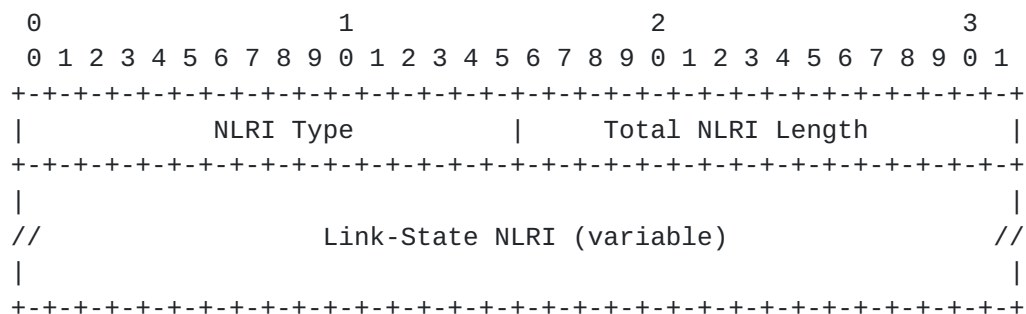 0                   1                   2                   3
 0 1 2 3 4 5 6 7 8 9 0 1 2 3 4 5 6 7 8 9 0 1 2 3 4 5 6 7 8 9 0 1
+-+-+-+-+-+-+-+-+-+-+-+-+-+-+-+-+-+-+-+-+-+-+-+-+-+-+-+-+-+-+-+-+
|            NLRI Type          |     Total NLRI Length         |
+-+-+-+-+-+-+-+-+-+-+-+-+-+-+-+-+-+-+-+-+-+-+-+-+-+-+-+-+-+-+-+-+
|                                                               |
//                  Link-State NLRI (variable)                 //
|                                                               |
+-+-+-+-+-+-+-+-+-+-+-+-+-+-+-+-+-+-+-+-+-+-+-+-+-+-+-+-+-+-+-+-+